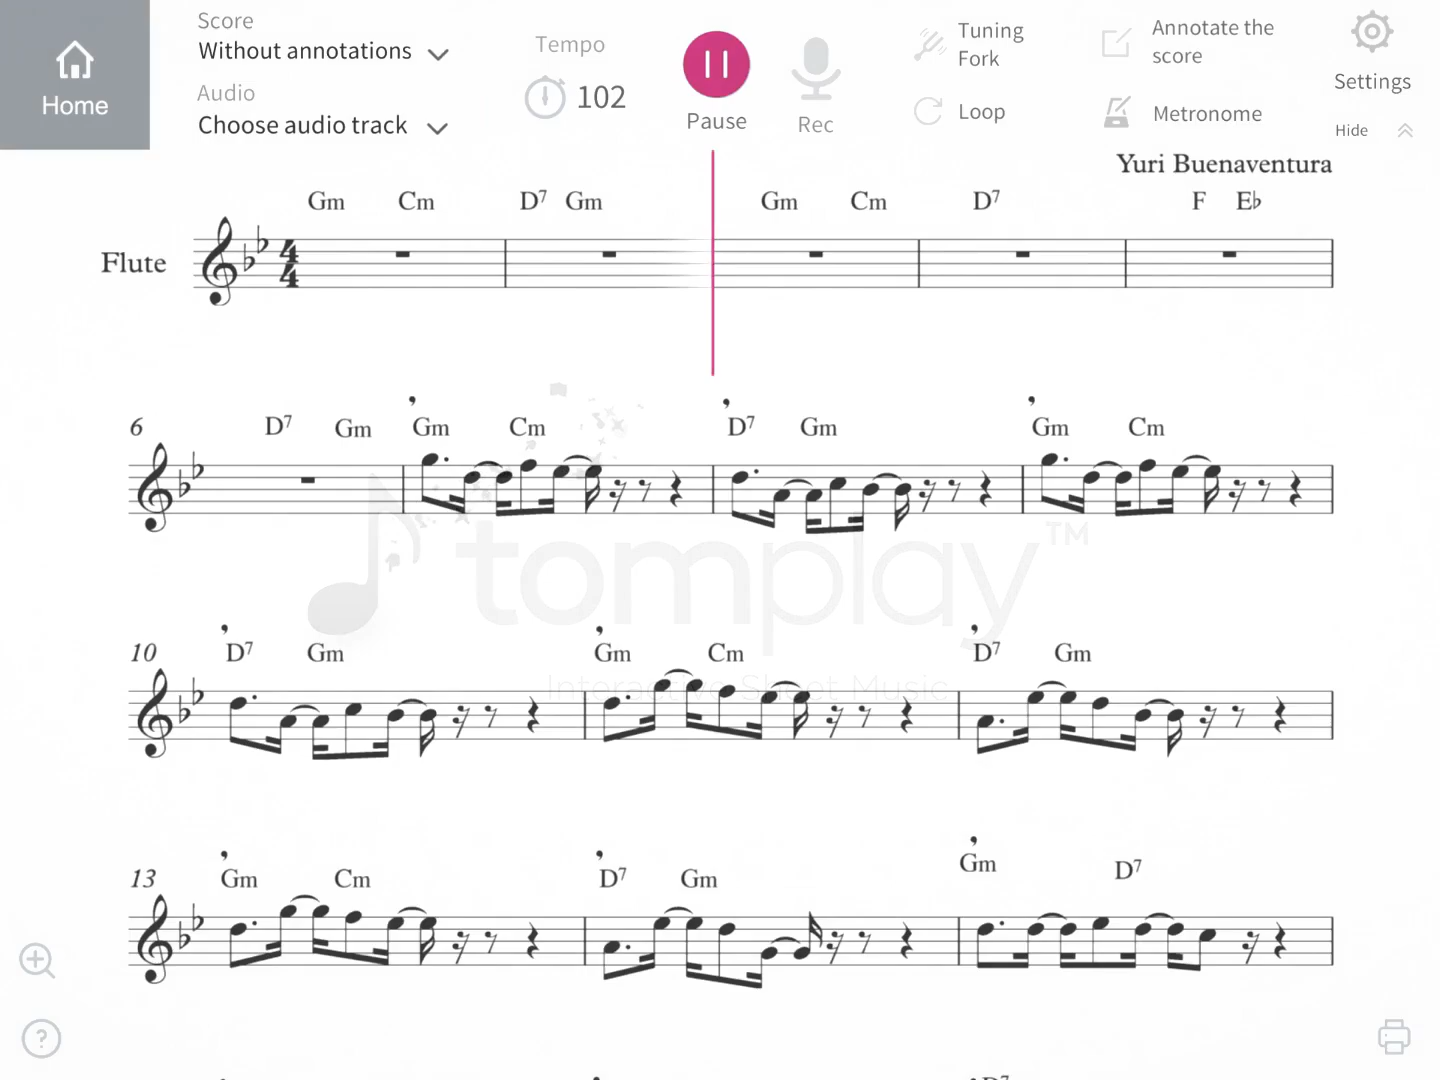 Home
Score
Without annotations
Audio
Choose audio track
Tempo
102
Pause
Rec
Tuning
Fork
Loop
Annotate the
score
Metronome
Settings
Hide
Yuri Buenaventura
Gm Cm D7 Gm Gm Cm D7 F E♭
Flute
4
4
6 D7 Gm Gm Cm D7 Gm Gm Cm
tomplay™
Interactive Sheet Music
10 D7 Gm Gm Cm D7 Gm
13 Gm Cm D7 Gm Gm D7
?
D7